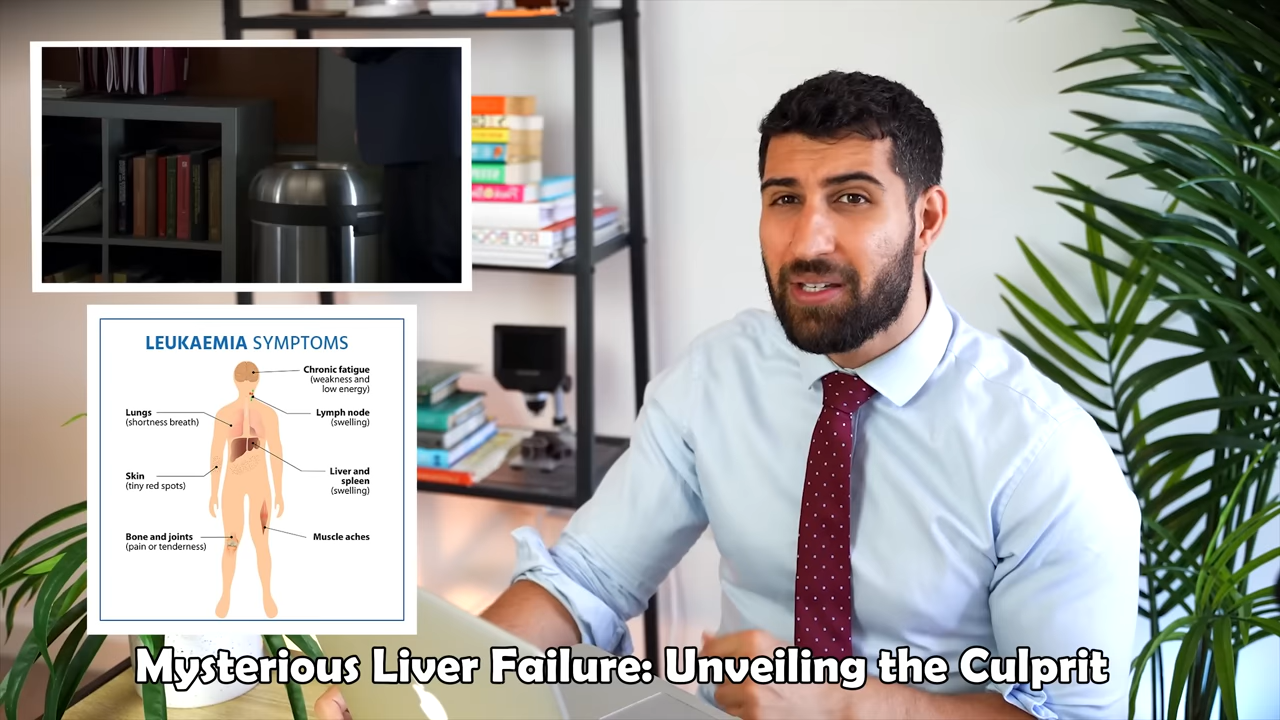 LEUKAEMIA SYMPTOMS
Chronic fatigue
(weakness and
low energy)
Lungs
(shortness breath)
Lymph node
(swelling)
Skin
(tiny red spots)
Liver and
spleen
(swelling)
Bone and joints
(pain or tenderness)
Muscle aches
Mysterious Liver Failure: Unveiling the Culprit